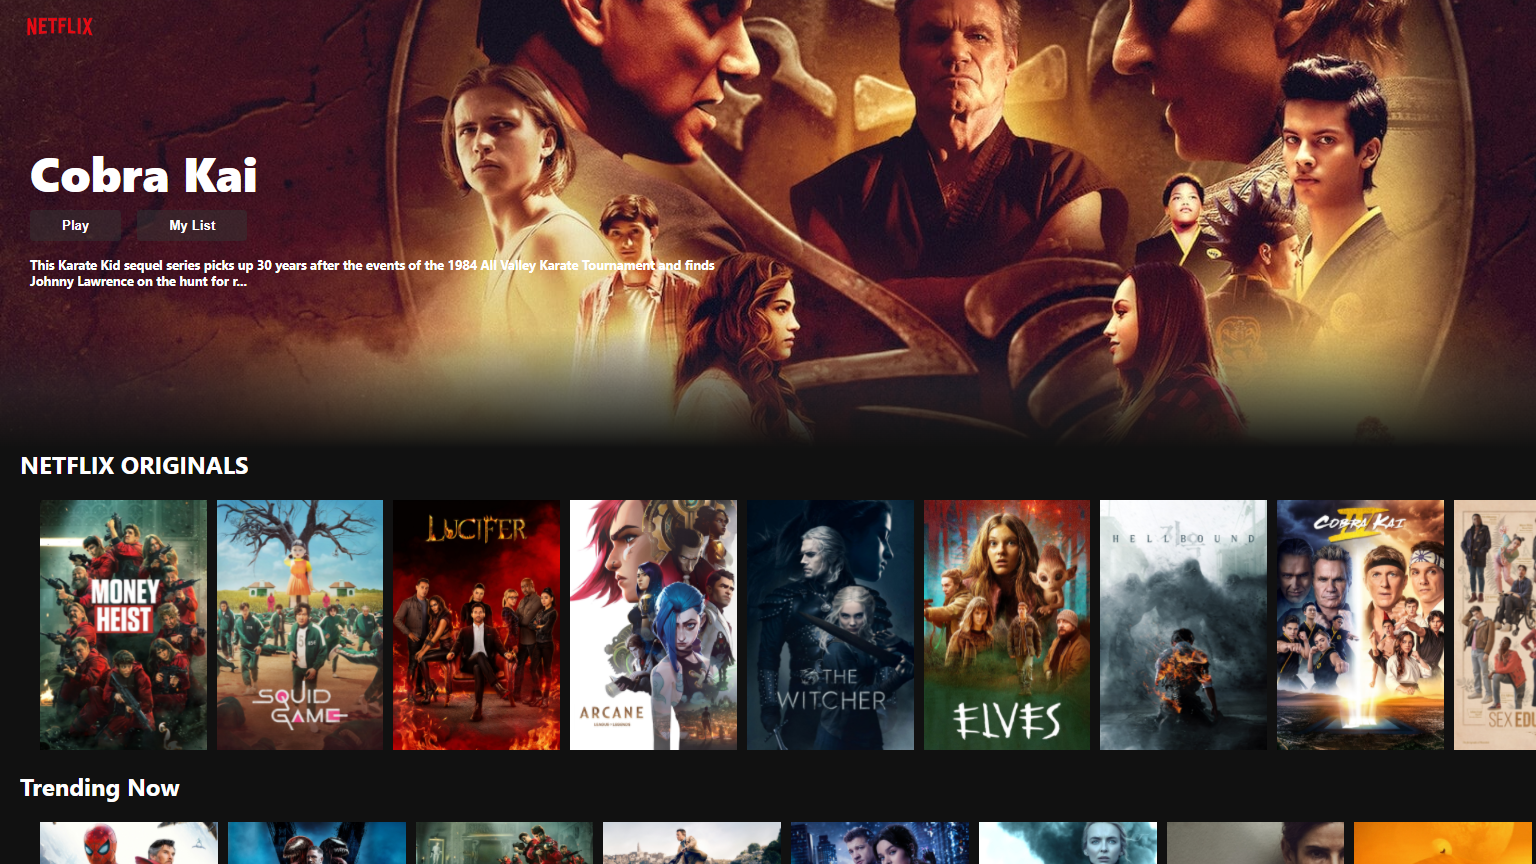 NETFLIX
Cobra Kai
Play
My List
This Karate Kid sequel series picks up 30 years after the events of the 1984 All Valley Karate Tournament and finds
Johnny Lawrence on the hunt for r...
NETFLIX ORIGINALS
MONEY
HEIST
SQUID
GAME
LUCIFER
ARCANE
THE
WITCHER
ELVES
HELLBOUND
COBRA KAI
IV
SEX EDU
Trending Now